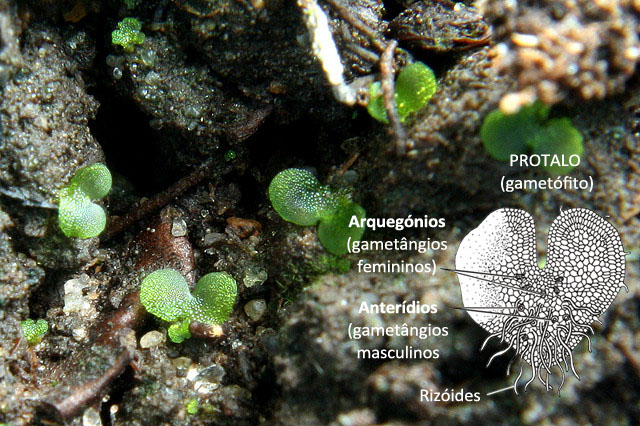 PROTALO
(gametófito)
Arquegónios
(gametângios
femininos)
Anterídios
(gametângios
masculinos
Rizóides